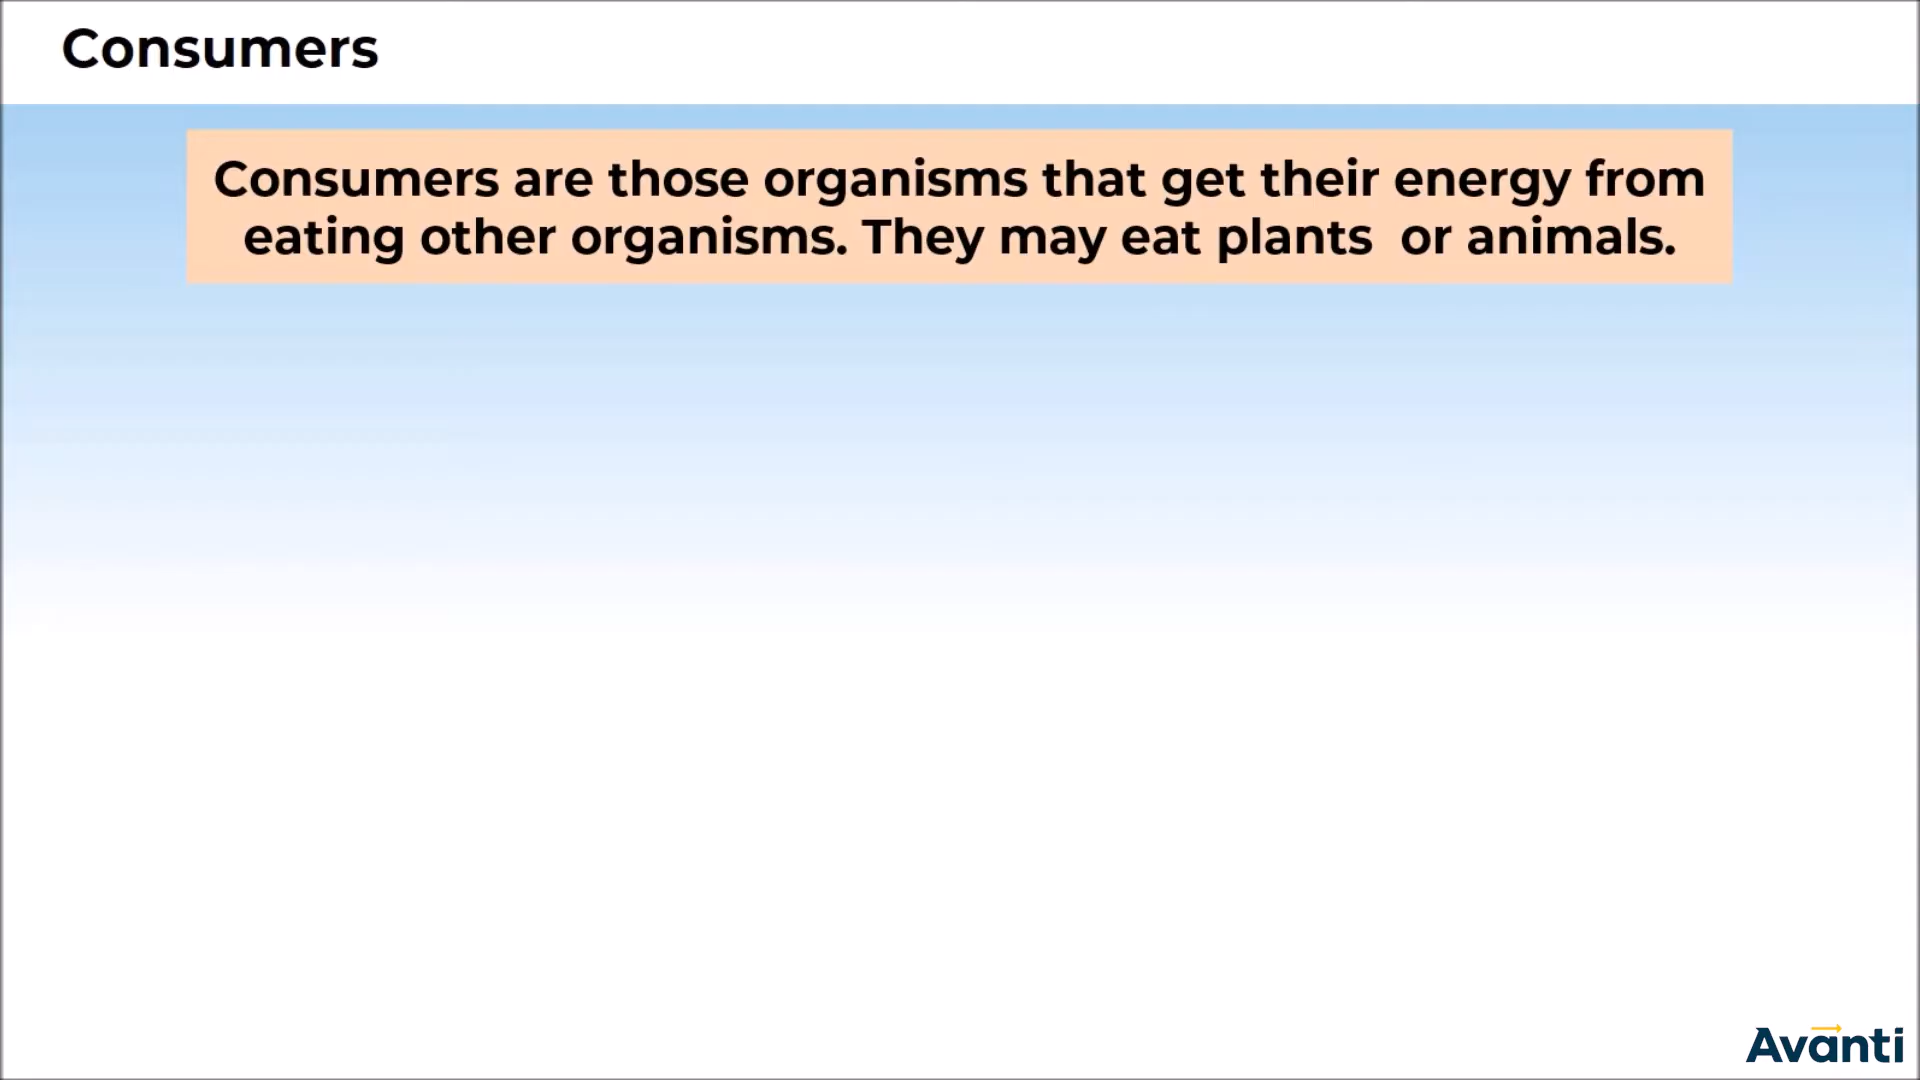 Consumers
Consumers are those organisms that get their energy from
eating other organisms. They may eat plants  or animals.
Avanti